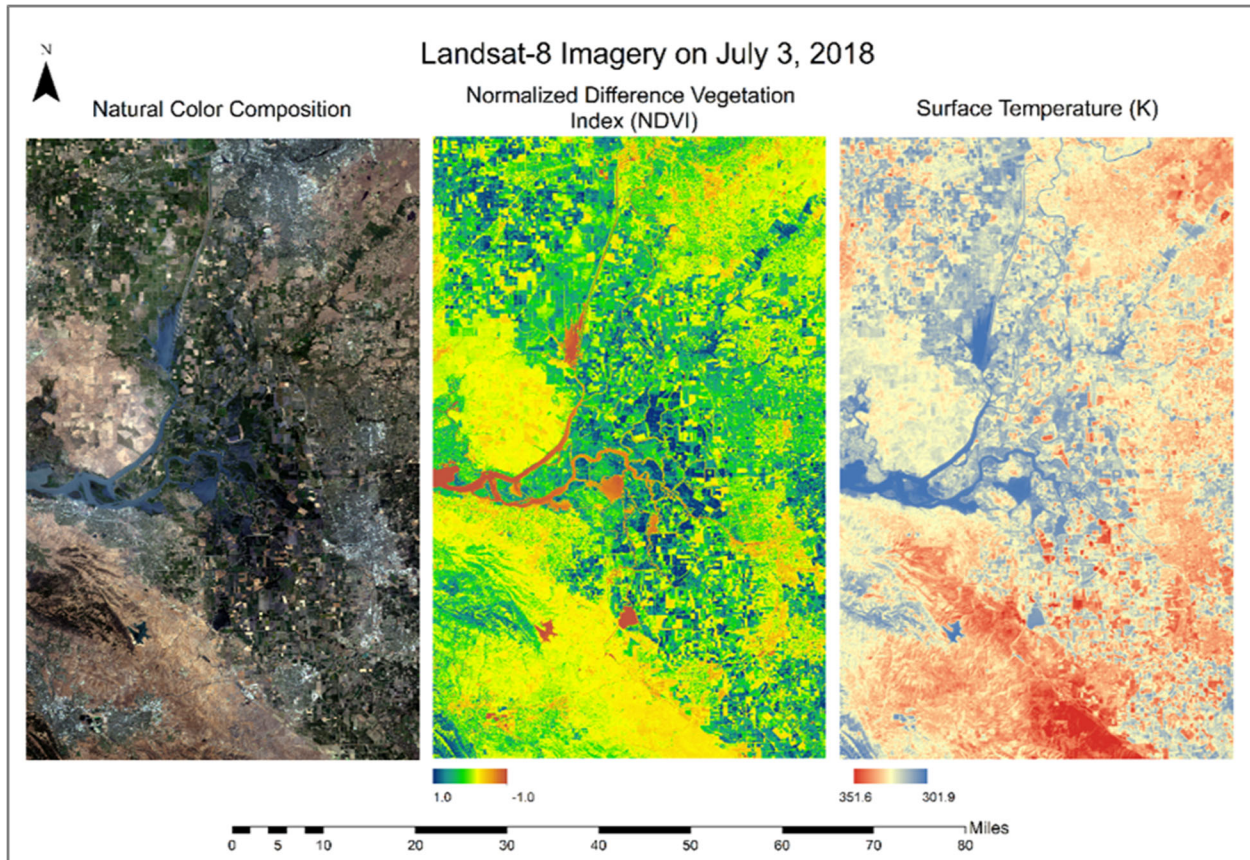 Landsat-8 Imagery on July 3, 2018
N
Natural Color Composition
Normalized Difference Vegetation
Index (NDVI)
Surface Temperature (K)
1.0 -1.0
351.6 301.9
Miles
0 5 10 20 30 40 50 60 70 80